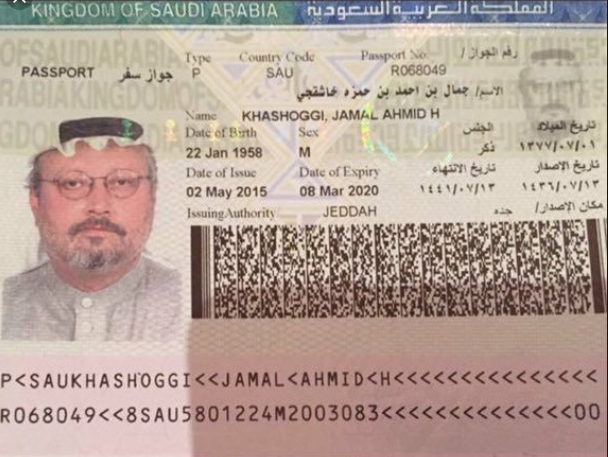 KINGDOM OF SAUDI ARABIA المملكة العربية السعودية
Type Country Code Passport No. رقم الجواز/
PASSPORT جواز سفر P SAU R068049
الاسم/ جمال بن احمد بن حمزه خاشقجي
Name KHASHOGGI, JAMAL AHMID H
Date of Birth Sex الجنس تاريخ الميلاد
22 Jan 1958 M ذكر ١٣٧٧/٠٧/٠١
Date of Issue Date of Expiry تاريخ الانتهاء تاريخ الإصدار
02 May 2015 08 Mar 2020 ١٤٤١/٠٧/١٣ ١٤٣٦/٠٧/١٣
Issuing Authority JEDDAH جده مكان الإصدار/
P<SAUKHASHOGGI<<JAMAL<AHMID<H<<<<<<<<<<<<<<<
R068049<<8SAU5801224M2003083<<<<<<<<<<<<<<00